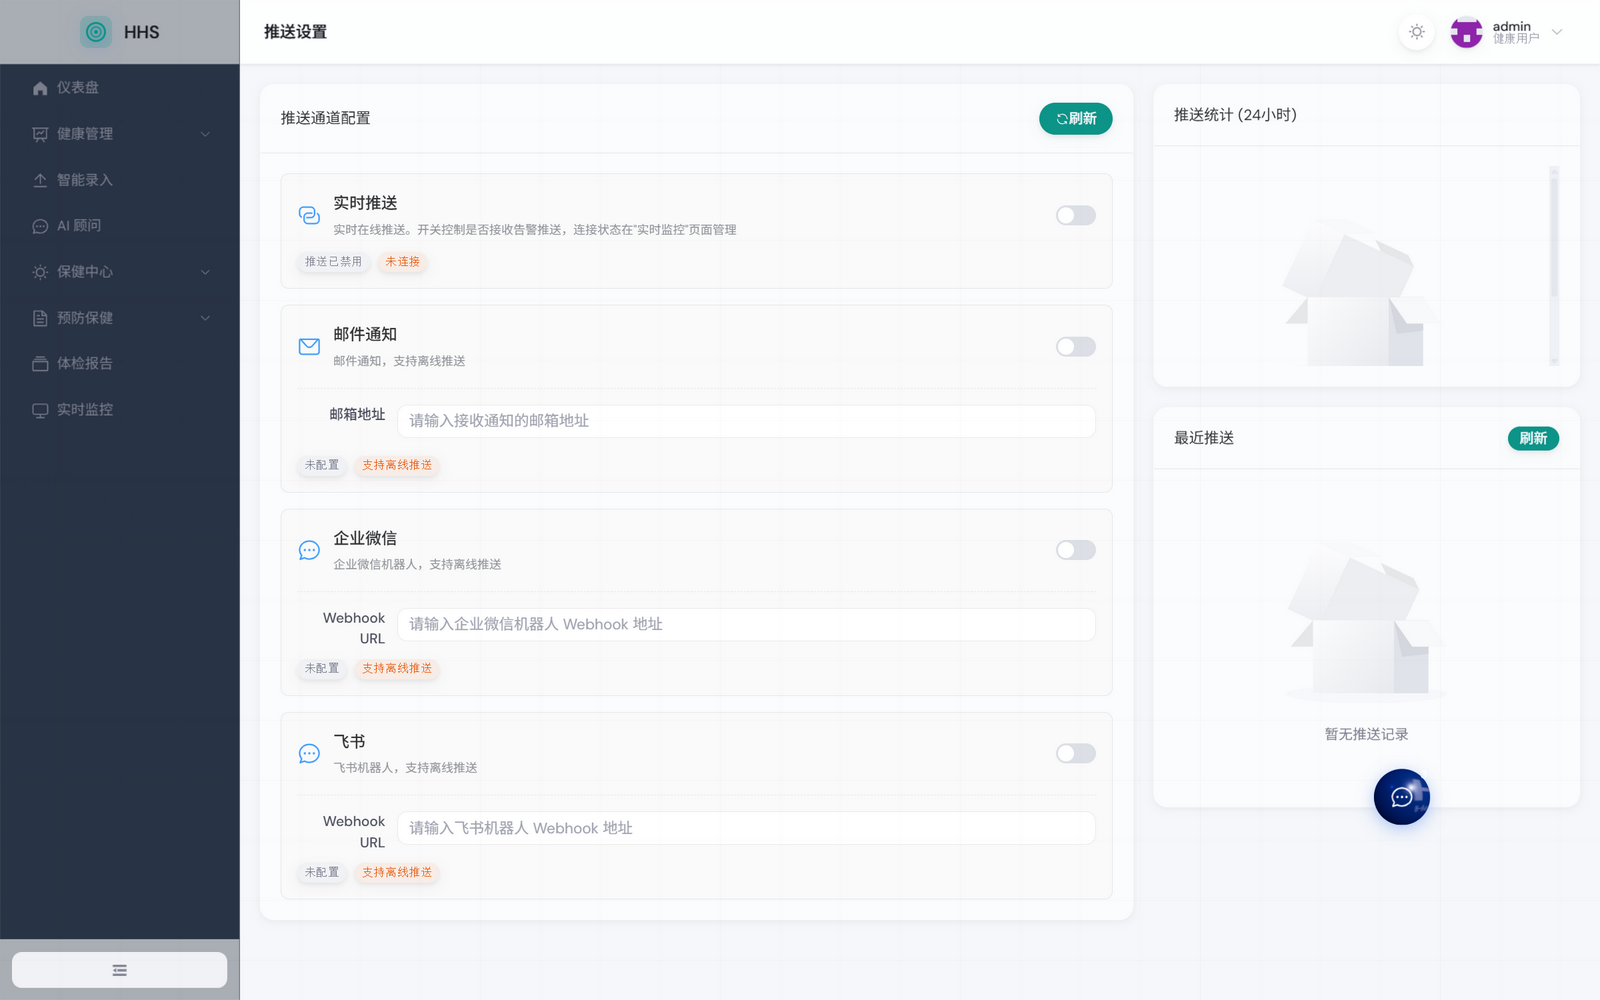 HHS
仪表盘
健康管理
智能录入
AI 顾问
保健中心
预防保健
体检报告
实时监控
推送设置
admin
健康用户
推送通道配置
刷新
实时推送
实时在线推送。开关控制是否接收告警推送，连接状态在"实时监控"页面管理
推送已禁用
未连接
邮件通知
邮件通知，支持离线推送
邮箱地址
请输入接收通知的邮箱地址
未配置
支持离线推送
企业微信
企业微信机器人，支持离线推送
Webhook
URL
请输入企业微信机器人 Webhook 地址
未配置
支持离线推送
飞书
飞书机器人，支持离线推送
Webhook
URL
请输入飞书机器人 Webhook 地址
未配置
支持离线推送
推送统计 (24小时)
最近推送
刷新
暂无推送记录